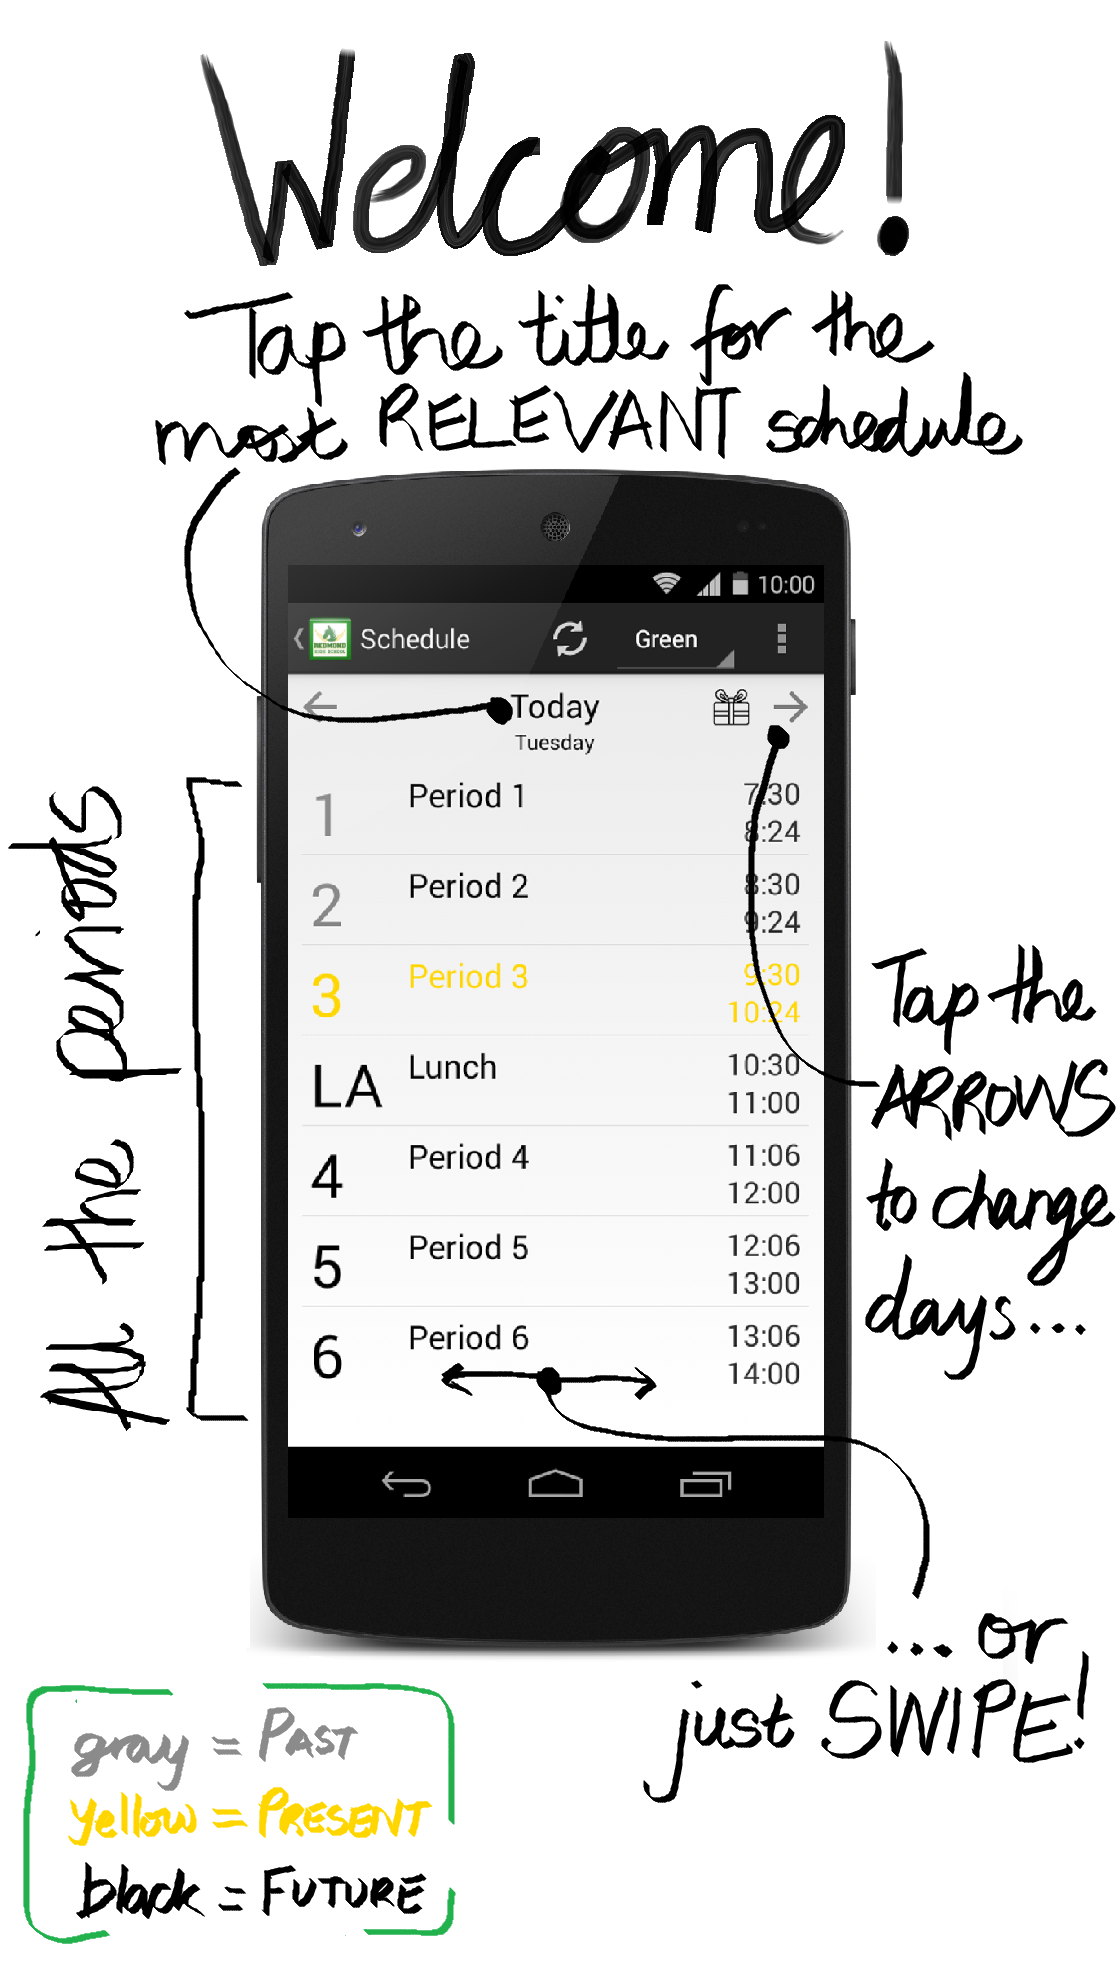 Welcome!
Tap the title for the
most RELEVANT schedule
10:00
REDMOND
HIGH SCHOOL
Schedule
Green
Today
Tuesday
1 Period 1 7:30
8:24
2 Period 2 8:30
9:24
3 Period 3 9:30
10:24
LA Lunch 10:30
11:00
4 Period 4 11:06
12:00
5 Period 5 12:06
13:00
6 Period 6 13:06
14:00
All the periods
Tap the
ARROWS
to change
days...
... or
just SWIPE!
gray = PAST
yellow = PRESENT
black = FUTURE